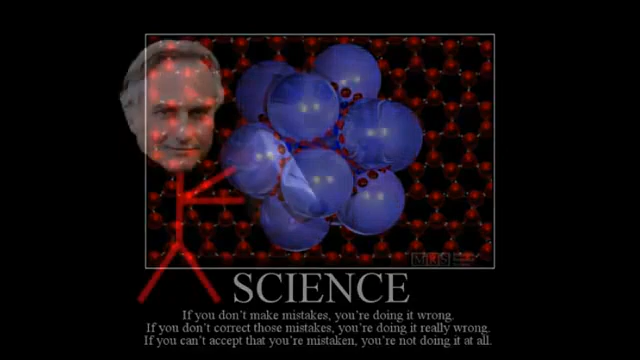 MRS
SCIENCE
If you don't make mistakes, you're doing it wrong.
If you don't correct those mistakes, you're doing it really wrong.
If you can't accept that you're mistaken, you're not doing it at all.